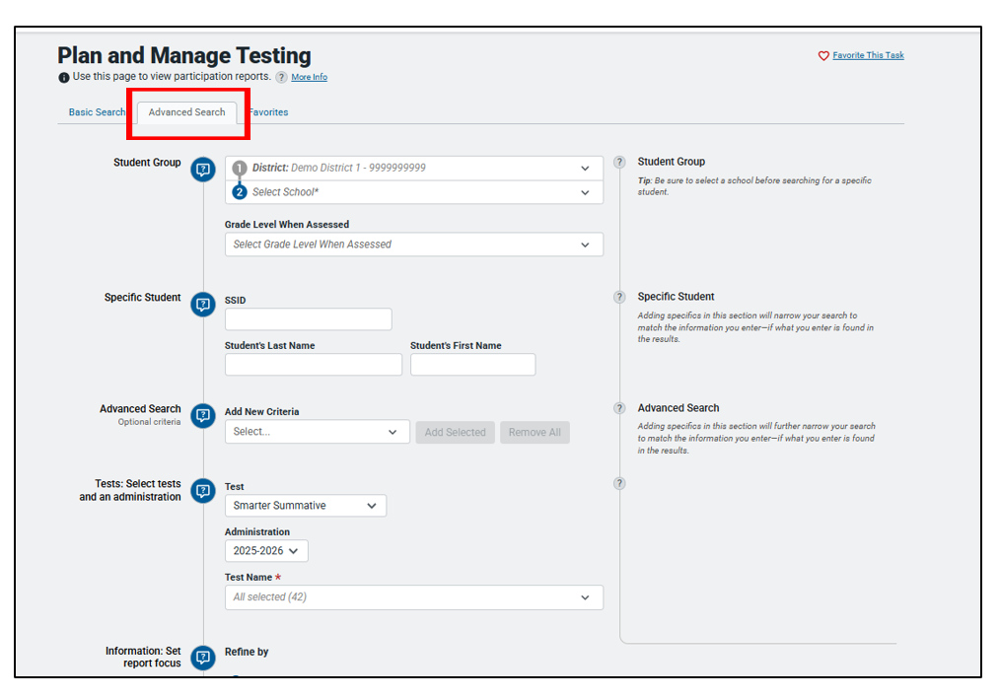 Plan and Manage Testing
Favorite This Task
Use this page to view participation reports. ? More Info
Basic Search
Advanced Search
Favorites
Student Group
1 District: Demo District 1 - 9999999999
2 Select School*
Grade Level When Assessed
Select Grade Level When Assessed
? Student Group
Tip: Be sure to select a school before searching for a specific
student.
Specific Student
SSID
Student's Last Name
Student's First Name
? Specific Student
Adding specifics in this section will narrow your search to
match the information you enter—if what you enter is found in
the results.
Advanced Search
Optional criteria
Add New Criteria
Select...
Add Selected
Remove All
? Advanced Search
Adding specifics in this section will further narrow your search
to match the information you enter—if what you enter is found
in the results.
Tests: Select tests
and an administration
Test
Smarter Summative
Administration
2025-2026
Test Name *
All selected (42)
?
Information: Set
report focus
Refine by